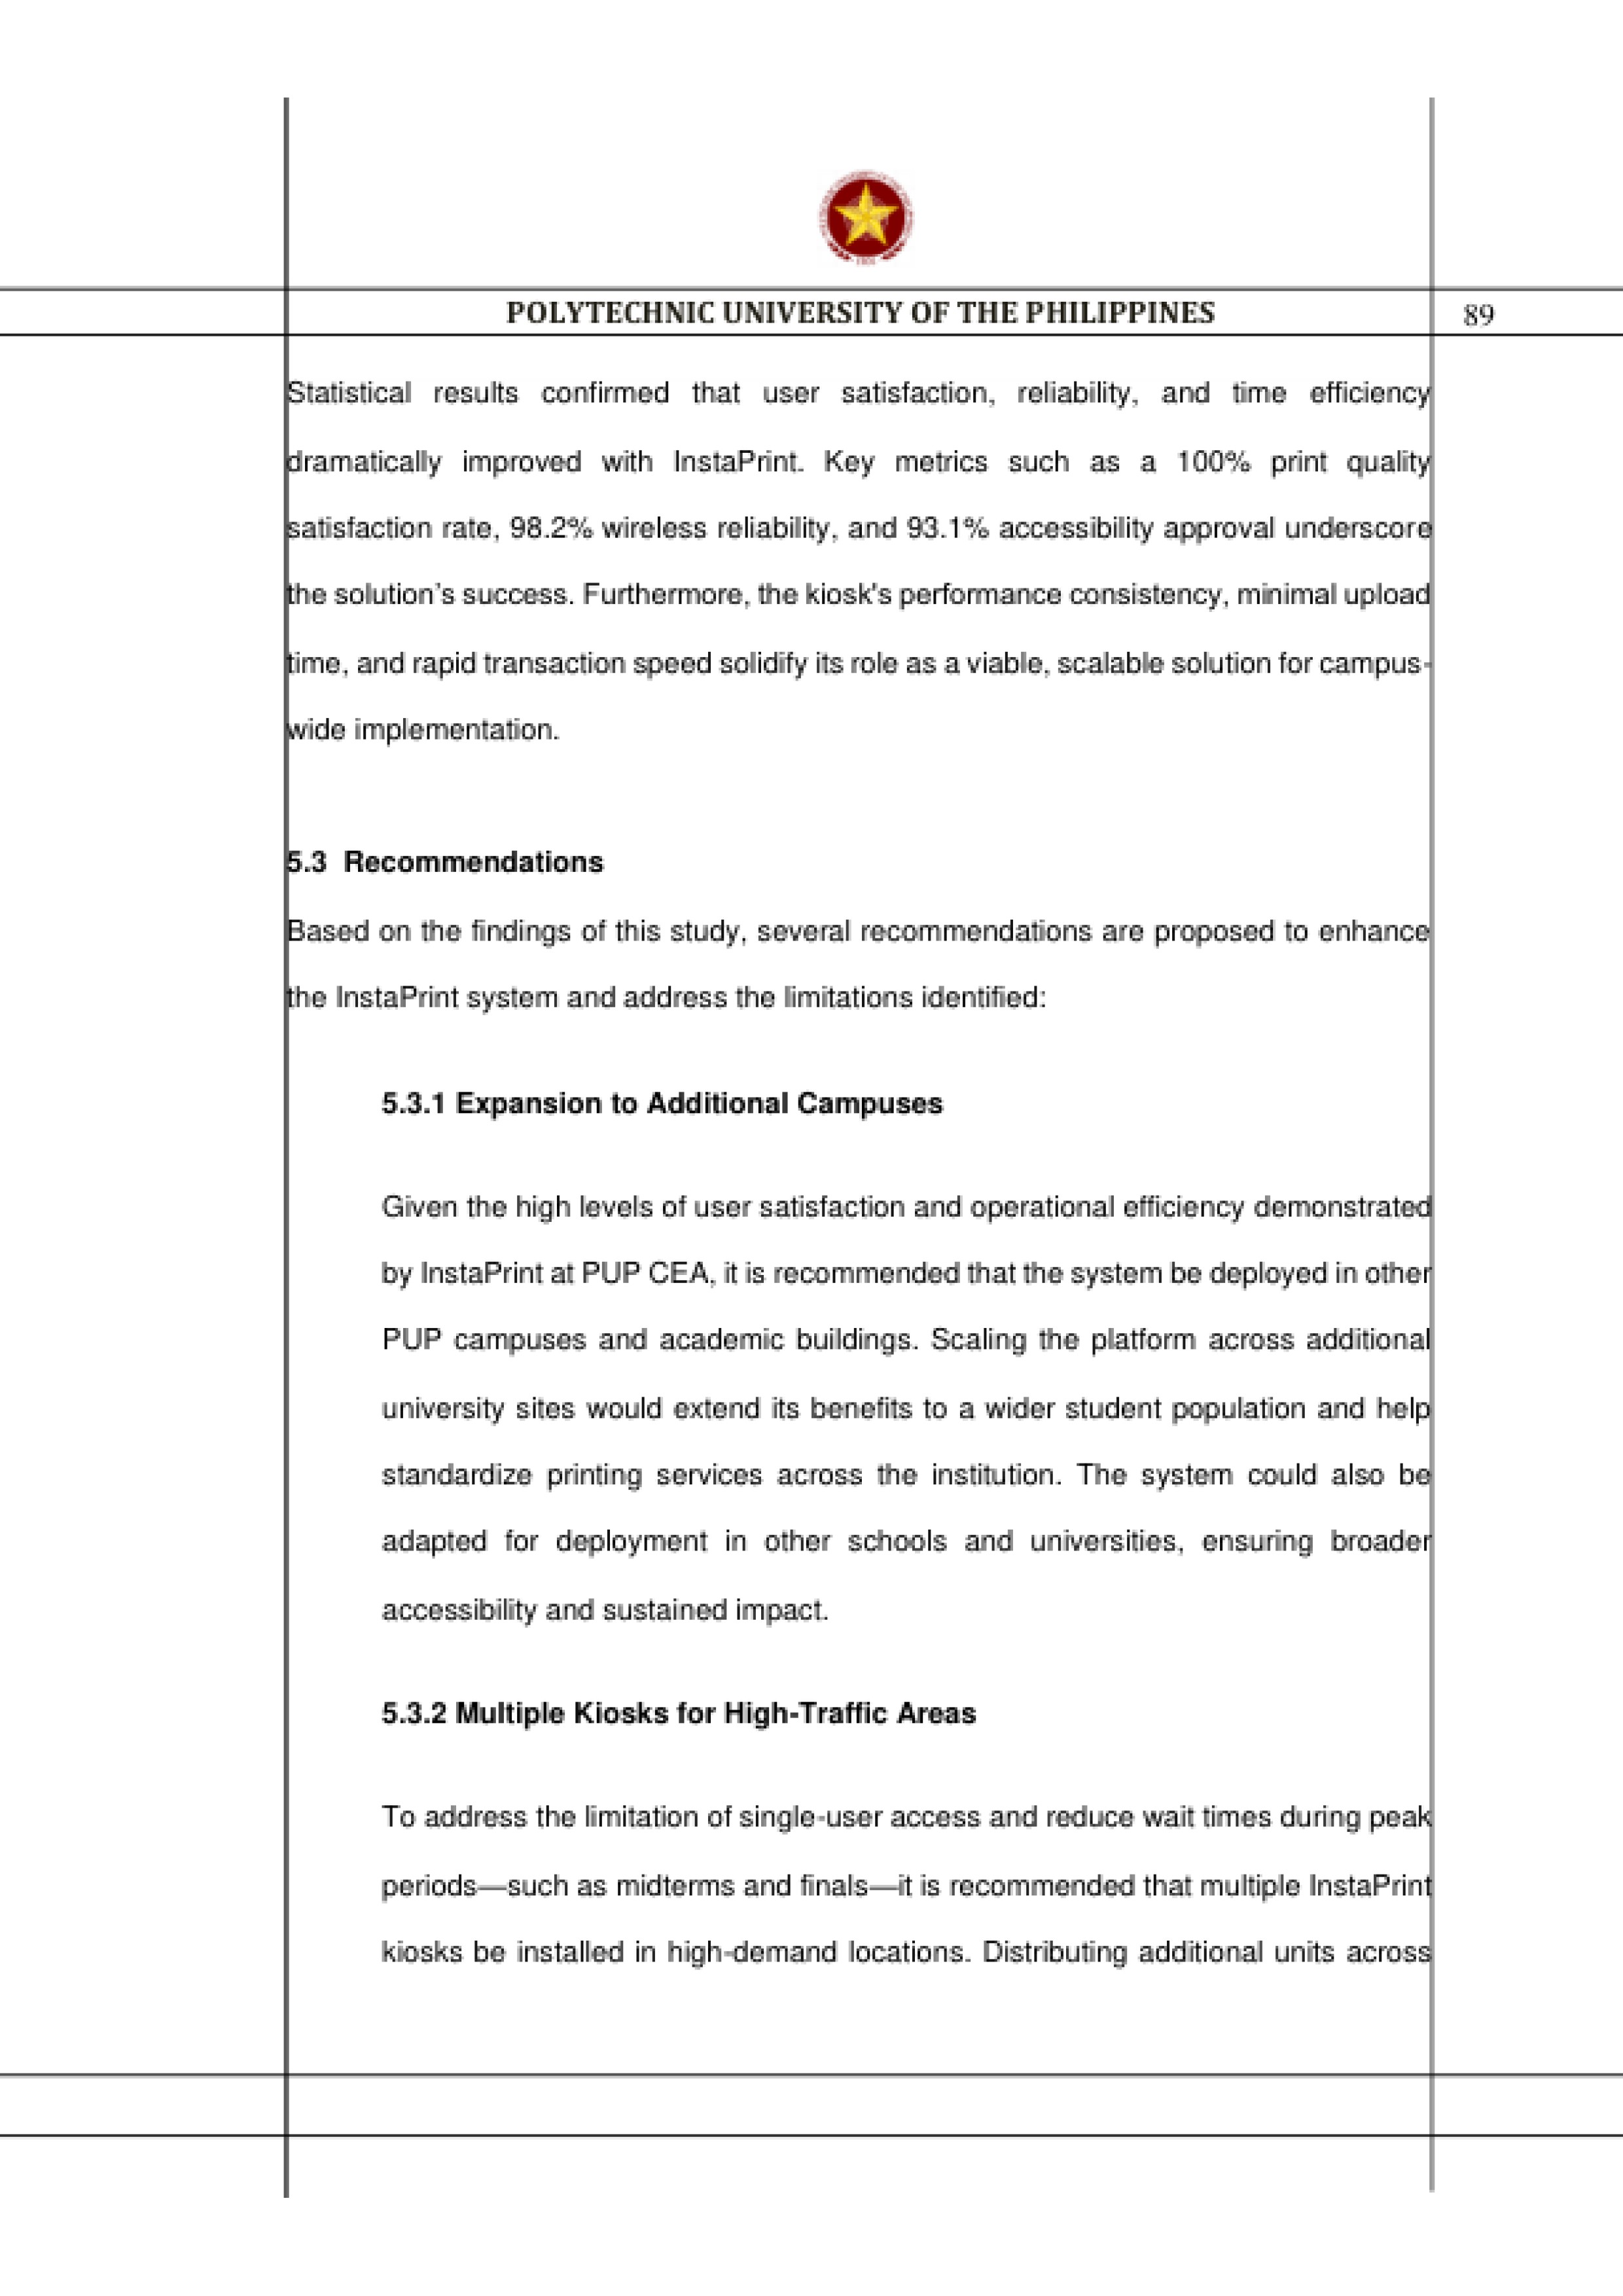 POLYTECHNIC UNIVERSITY OF THE PHILIPPINES
89
Statistical results confirmed that user satisfaction, reliability, and time efficiency
dramatically improved with InstaPrint. Key metrics such as a 100% print quality
satisfaction rate, 98.2% wireless reliability, and 93.1% accessibility approval underscore
the solution’s success. Furthermore, the kiosk's performance consistency, minimal upload
time, and rapid transaction speed solidify its role as a viable, scalable solution for campus-
wide implementation.
5.3 Recommendations
Based on the findings of this study, several recommendations are proposed to enhance
the InstaPrint system and address the limitations identified:
5.3.1 Expansion to Additional Campuses
Given the high levels of user satisfaction and operational efficiency demonstrated
by InstaPrint at PUP CEA, it is recommended that the system be deployed in other
PUP campuses and academic buildings. Scaling the platform across additional
university sites would extend its benefits to a wider student population and help
standardize printing services across the institution. The system could also be
adapted for deployment in other schools and universities, ensuring broader
accessibility and sustained impact.
5.3.2 Multiple Kiosks for High-Traffic Areas
To address the limitation of single-user access and reduce wait times during peak
periods—such as midterms and finals—it is recommended that multiple InstaPrint
kiosks be installed in high-demand locations. Distributing additional units across